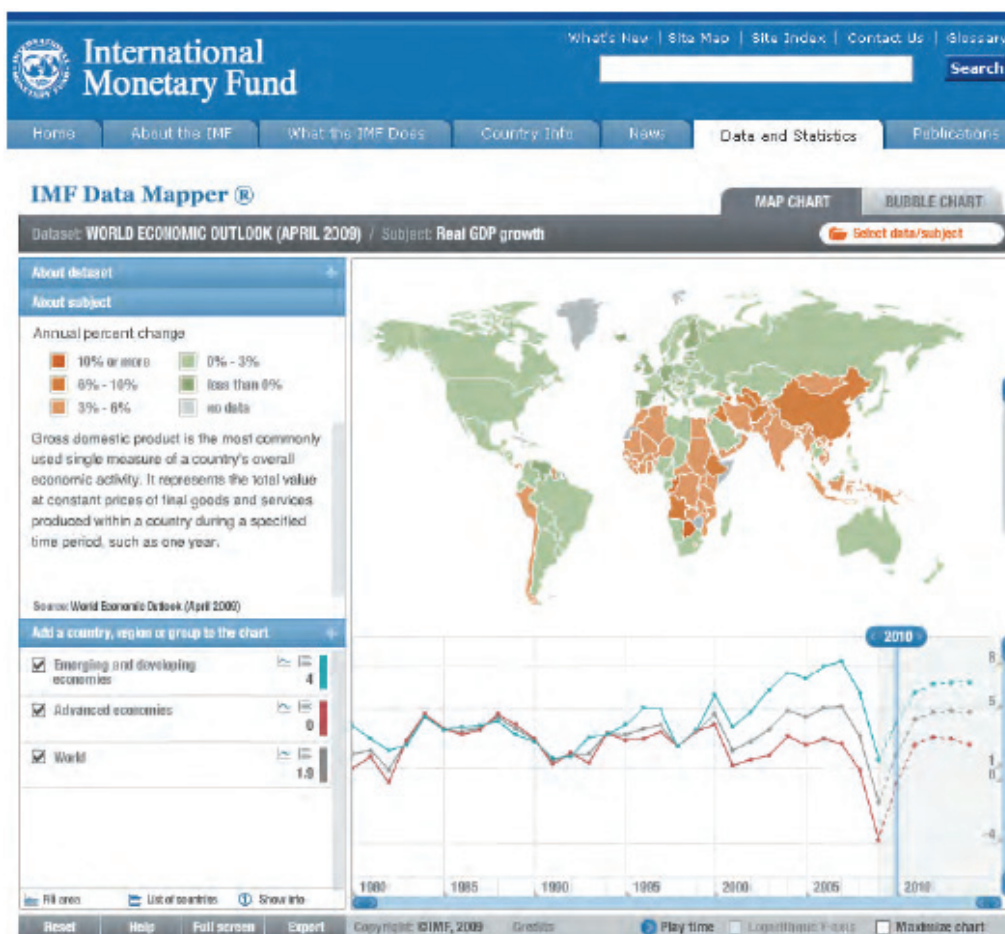 What's New | Site Map | Site Index | Contact Us | Glossary
International
Monetary Fund
Search
Home
About the IMF
What the IMF Does
Country Info
News
Data and Statistics
Publications
IMF Data Mapper ®
MAP CHART
BUBBLE CHART
Dataset: WORLD ECONOMIC OUTLOOK (APRIL 2009) / Subject: Real GDP growth
Select data/subject
About dataset +
About subject
Annual percent change
10% or more
0% - 3%
6% - 10%
less than 0%
3% - 6%
no data
Gross domestic product is the most commonly
used single measure of a country's overall
economic activity. It represents the total value
at constant prices of final goods and services
produced within a country during a specified
time period, such as one year.
Source: World Economic Outlook (April 2009)
Add a country, region or group to the chart +
Emerging and developing
economies
4
Advanced economies
0
World
1.9
2010
8
5
1
0
-4
1980 1985 1990 1995 2000 2005 2010
Fill area
List of countries
Show info
Reset
Help
Full screen
Export
Copyright: ©IMF, 2009
Credits
Play time
Logarithmic Y-axis
Maximize chart